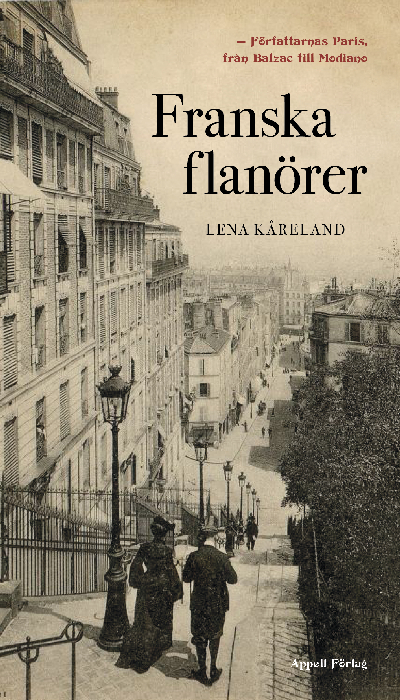 – Författarnas Paris,
från Balzac till Modiano
Franska
flanörer
LENA KÅRELAND
Appell Förlag